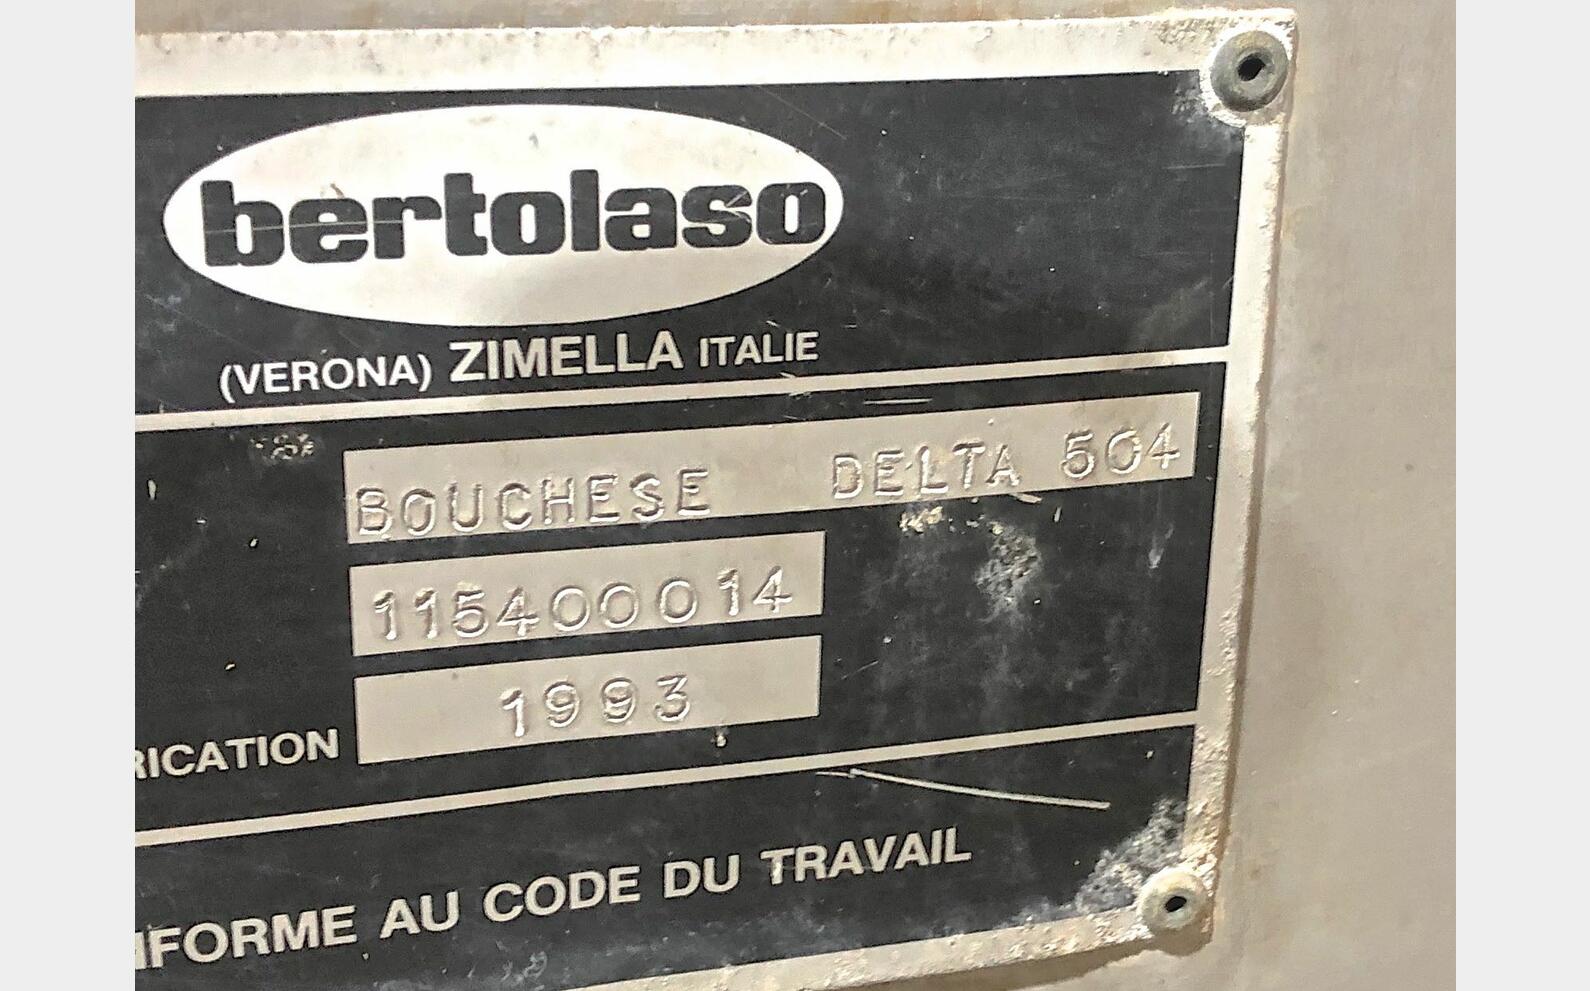 bertolaso
(VERONA) ZIMELLA ITALIE
BOUCHESE DELTA 504
115400014
RICATION 1993
NFORME AU CODE DU TRAVAIL